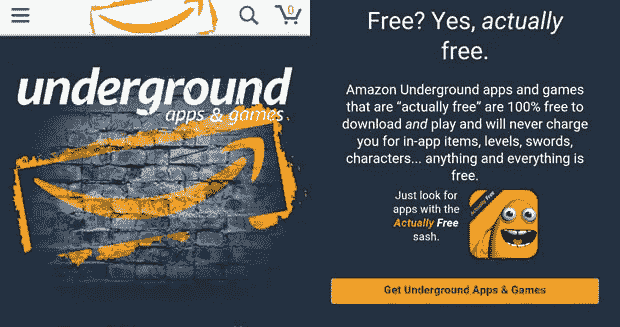 0
underground
apps & games
Free? Yes, actually
free.
Amazon Underground apps and games
that are “actually free” are 100% free to
download and play and will never charge
you for in-app items, levels, swords,
characters... anything and everything is
free.
Just look for
apps with the
Actually Free
sash.
Actually Free
Get Underground Apps & Games